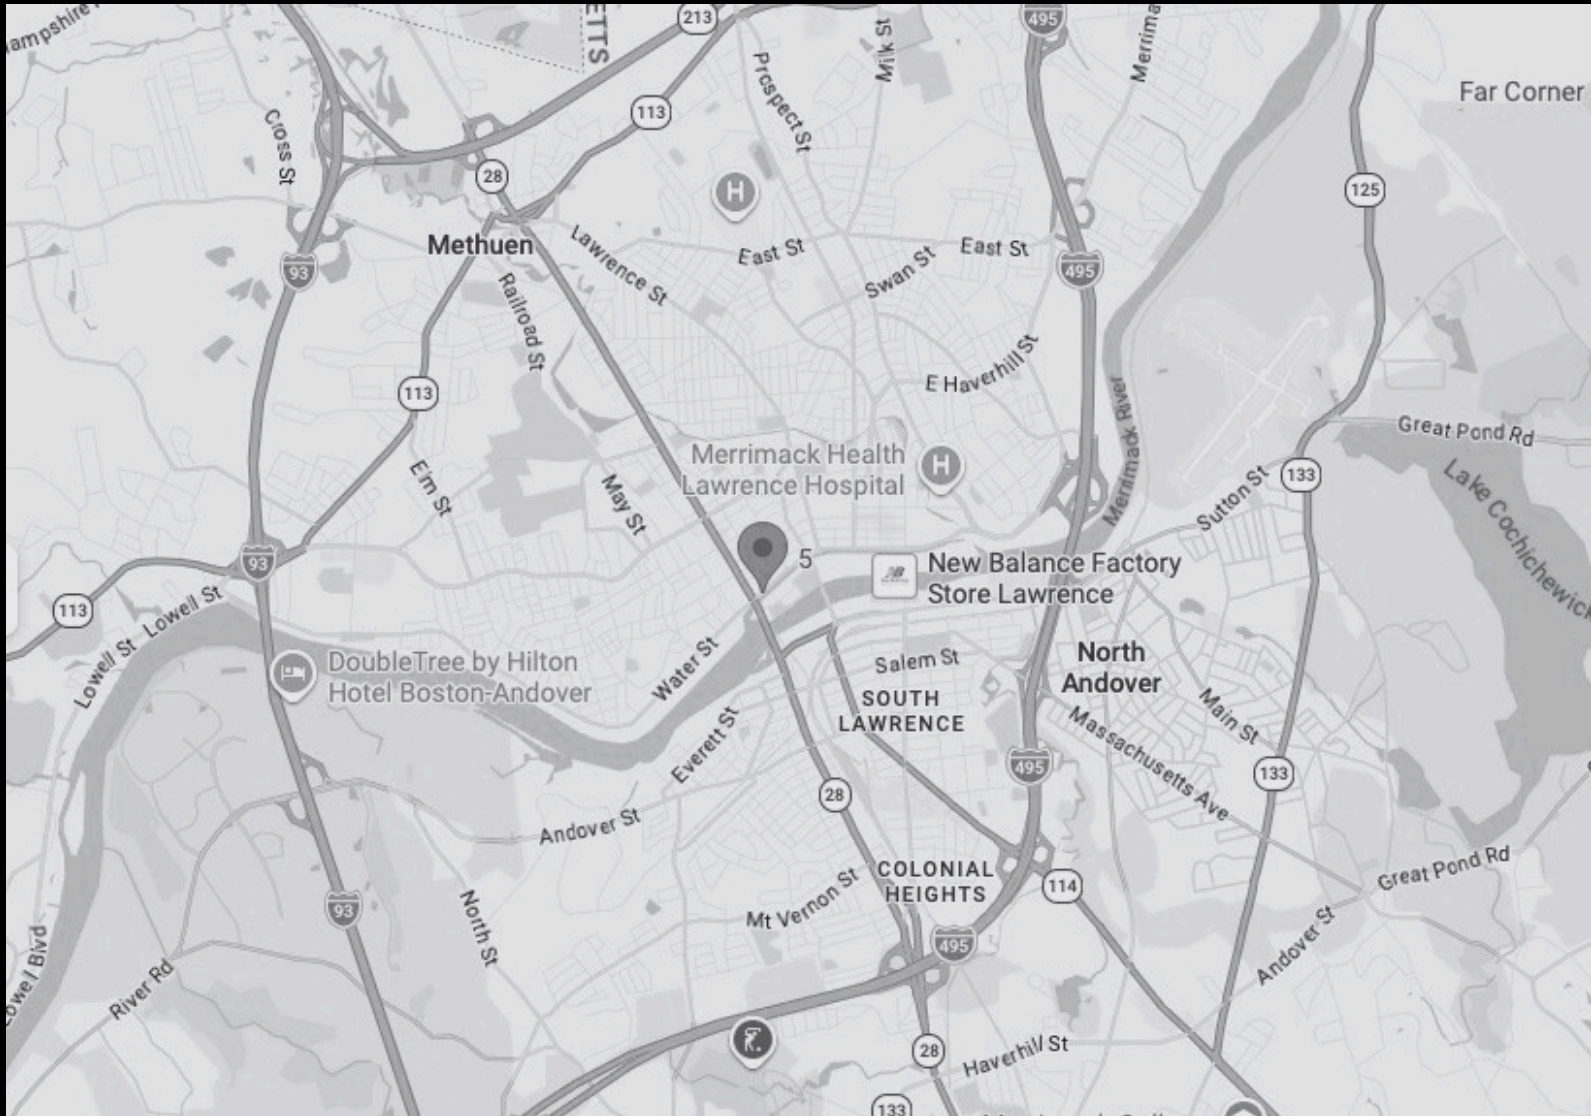 ampshire
ETTS
213
495
Merrima
Milk St
Prospect St
Far Corner
113
Cross St
28
H
125
Methuen
Lawrence St
East St
East St
Swan St
93
495
Railroad St
E Haverhill St
113
Merrimack River
Great Pond Rd
Merrimack Health
Lawrence Hospital
H
Elm St
May St
Sutton St
133
Lake Cochichewick
5
93
New Balance Factory
Store Lawrence
113
Lowell St
Lowell St
DoubleTree by Hilton
Hotel Boston-Andover
Water St
Salem St
North
Andover
SOUTH
LAWRENCE
Everett St
Main St
Massachusetts Ave
495
133
28
Andover St
COLONIAL
HEIGHTS
Great Pond Rd
114
Mt Vernon St
93
North St
495
Andover St
Lowell Blvd
River Rd
28
Haverhill St
133